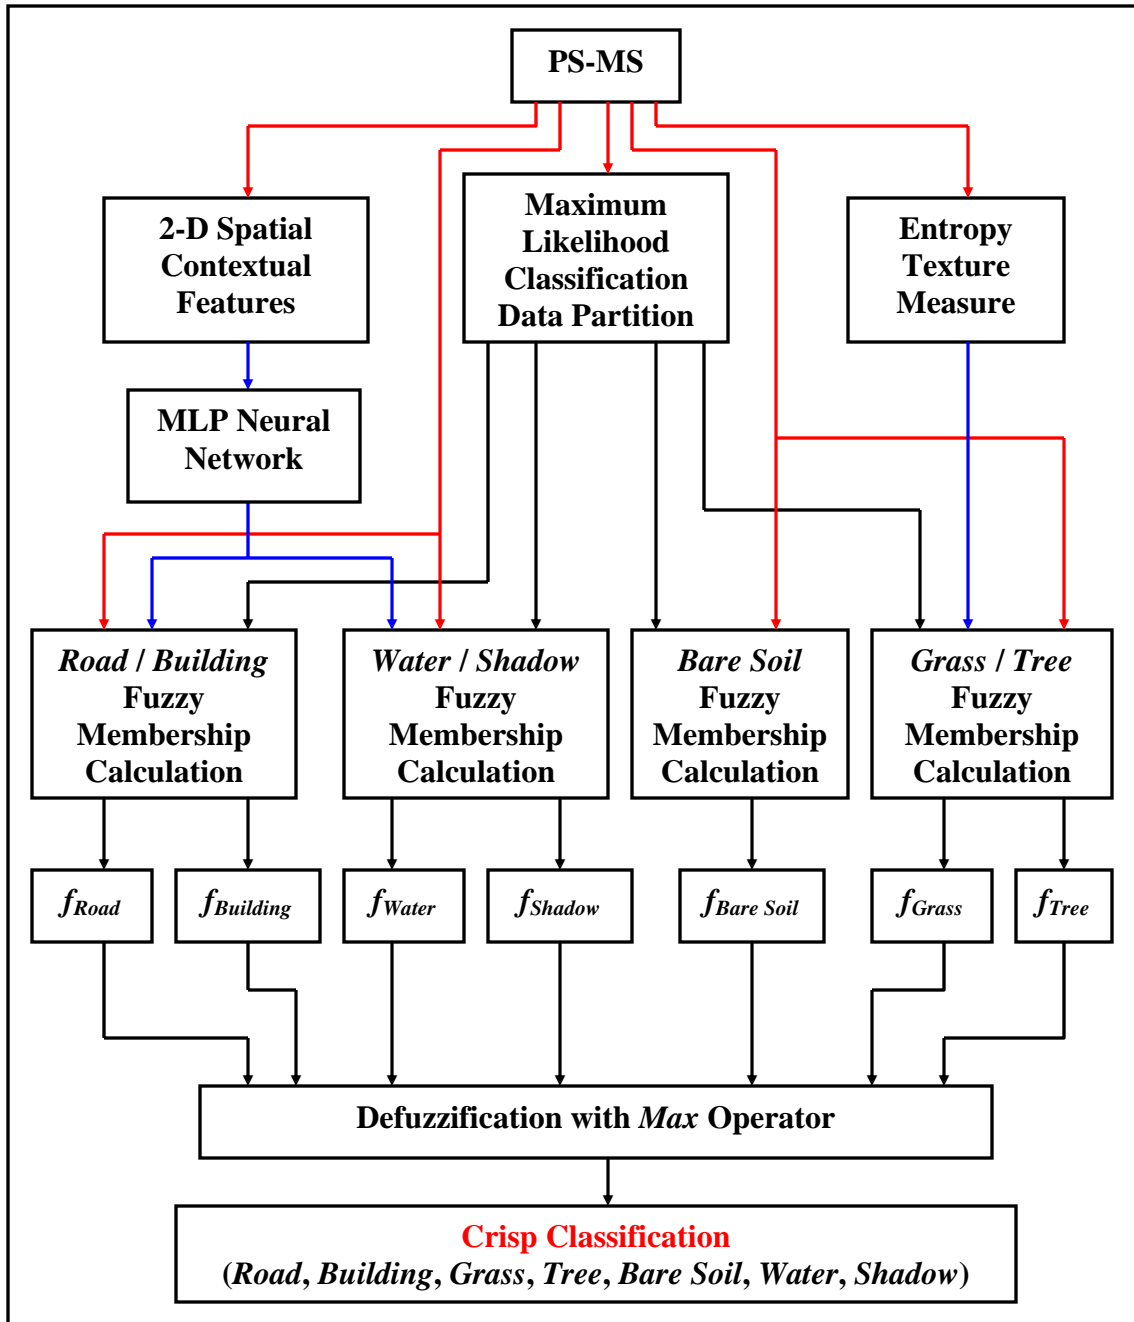 PS-MS
2-D Spatial
Contextual
Features
Maximum
Likelihood
Classification
Data Partition
Entropy
Texture
Measure
MLP Neural
Network
Road / Building
Fuzzy
Membership
Calculation
Water / Shadow
Fuzzy
Membership
Calculation
Bare Soil
Fuzzy
Membership
Calculation
Grass / Tree
Fuzzy
Membership
Calculation
fRoad
fBuilding
fWater
fShadow
fBare Soil
fGrass
fTree
Defuzzification with Max Operator
Crisp Classification
(Road, Building, Grass, Tree, Bare Soil, Water, Shadow)